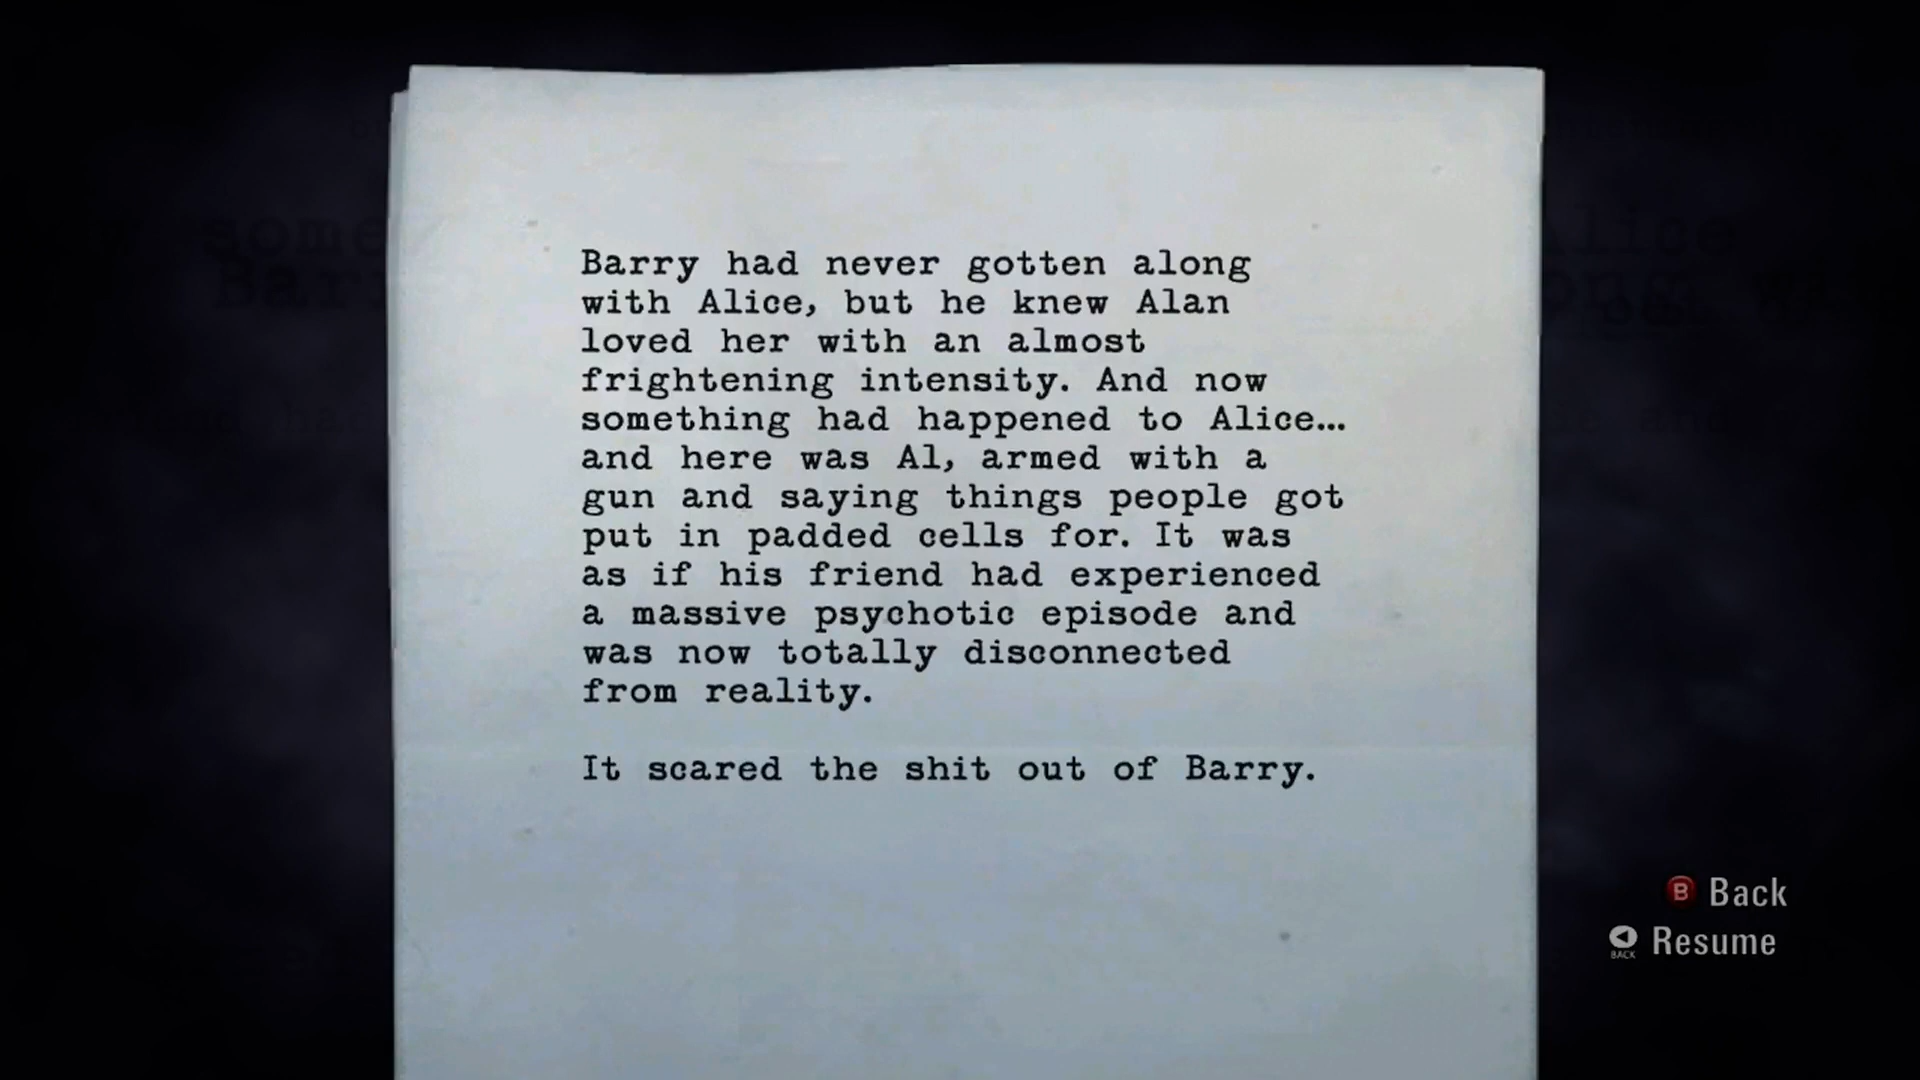 Barry had never gotten along
with Alice, but he knew Alan
loved her with an almost
frightening intensity. And now
something had happened to Alice...
and here was Al, armed with a
gun and saying things people got
put in padded cells for. It was
as if his friend had experienced
a massive psychotic episode and
was now totally disconnected
from reality.
It scared the shit out of Barry.
B Back
BACK Resume